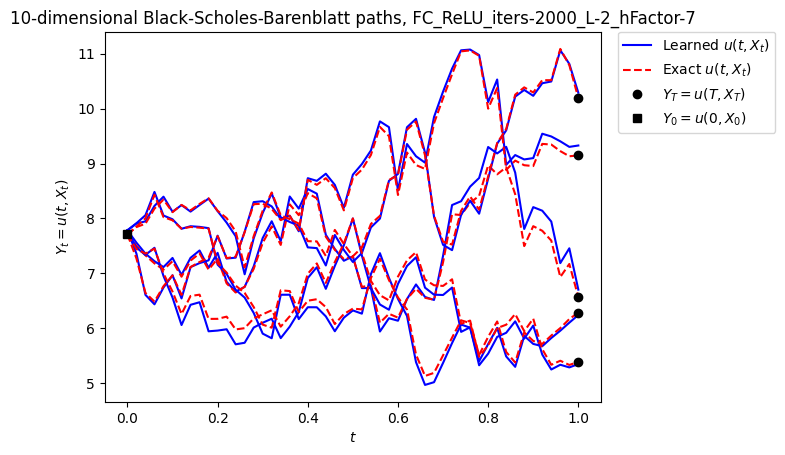 10-dimensional Black-Scholes-Barenblatt paths, FC_ReLU_iters-2000_L-2_hFactor-7
Learned u(t, X_t)
Exact u(t, X_t)
Y_T = u(T, X_T)
Y_0 = u(0, X_0)
Y_t = u(t, X_t)
11
10
9
8
7
6
5
0.0 0.2 0.4 0.6 0.8 1.0
t